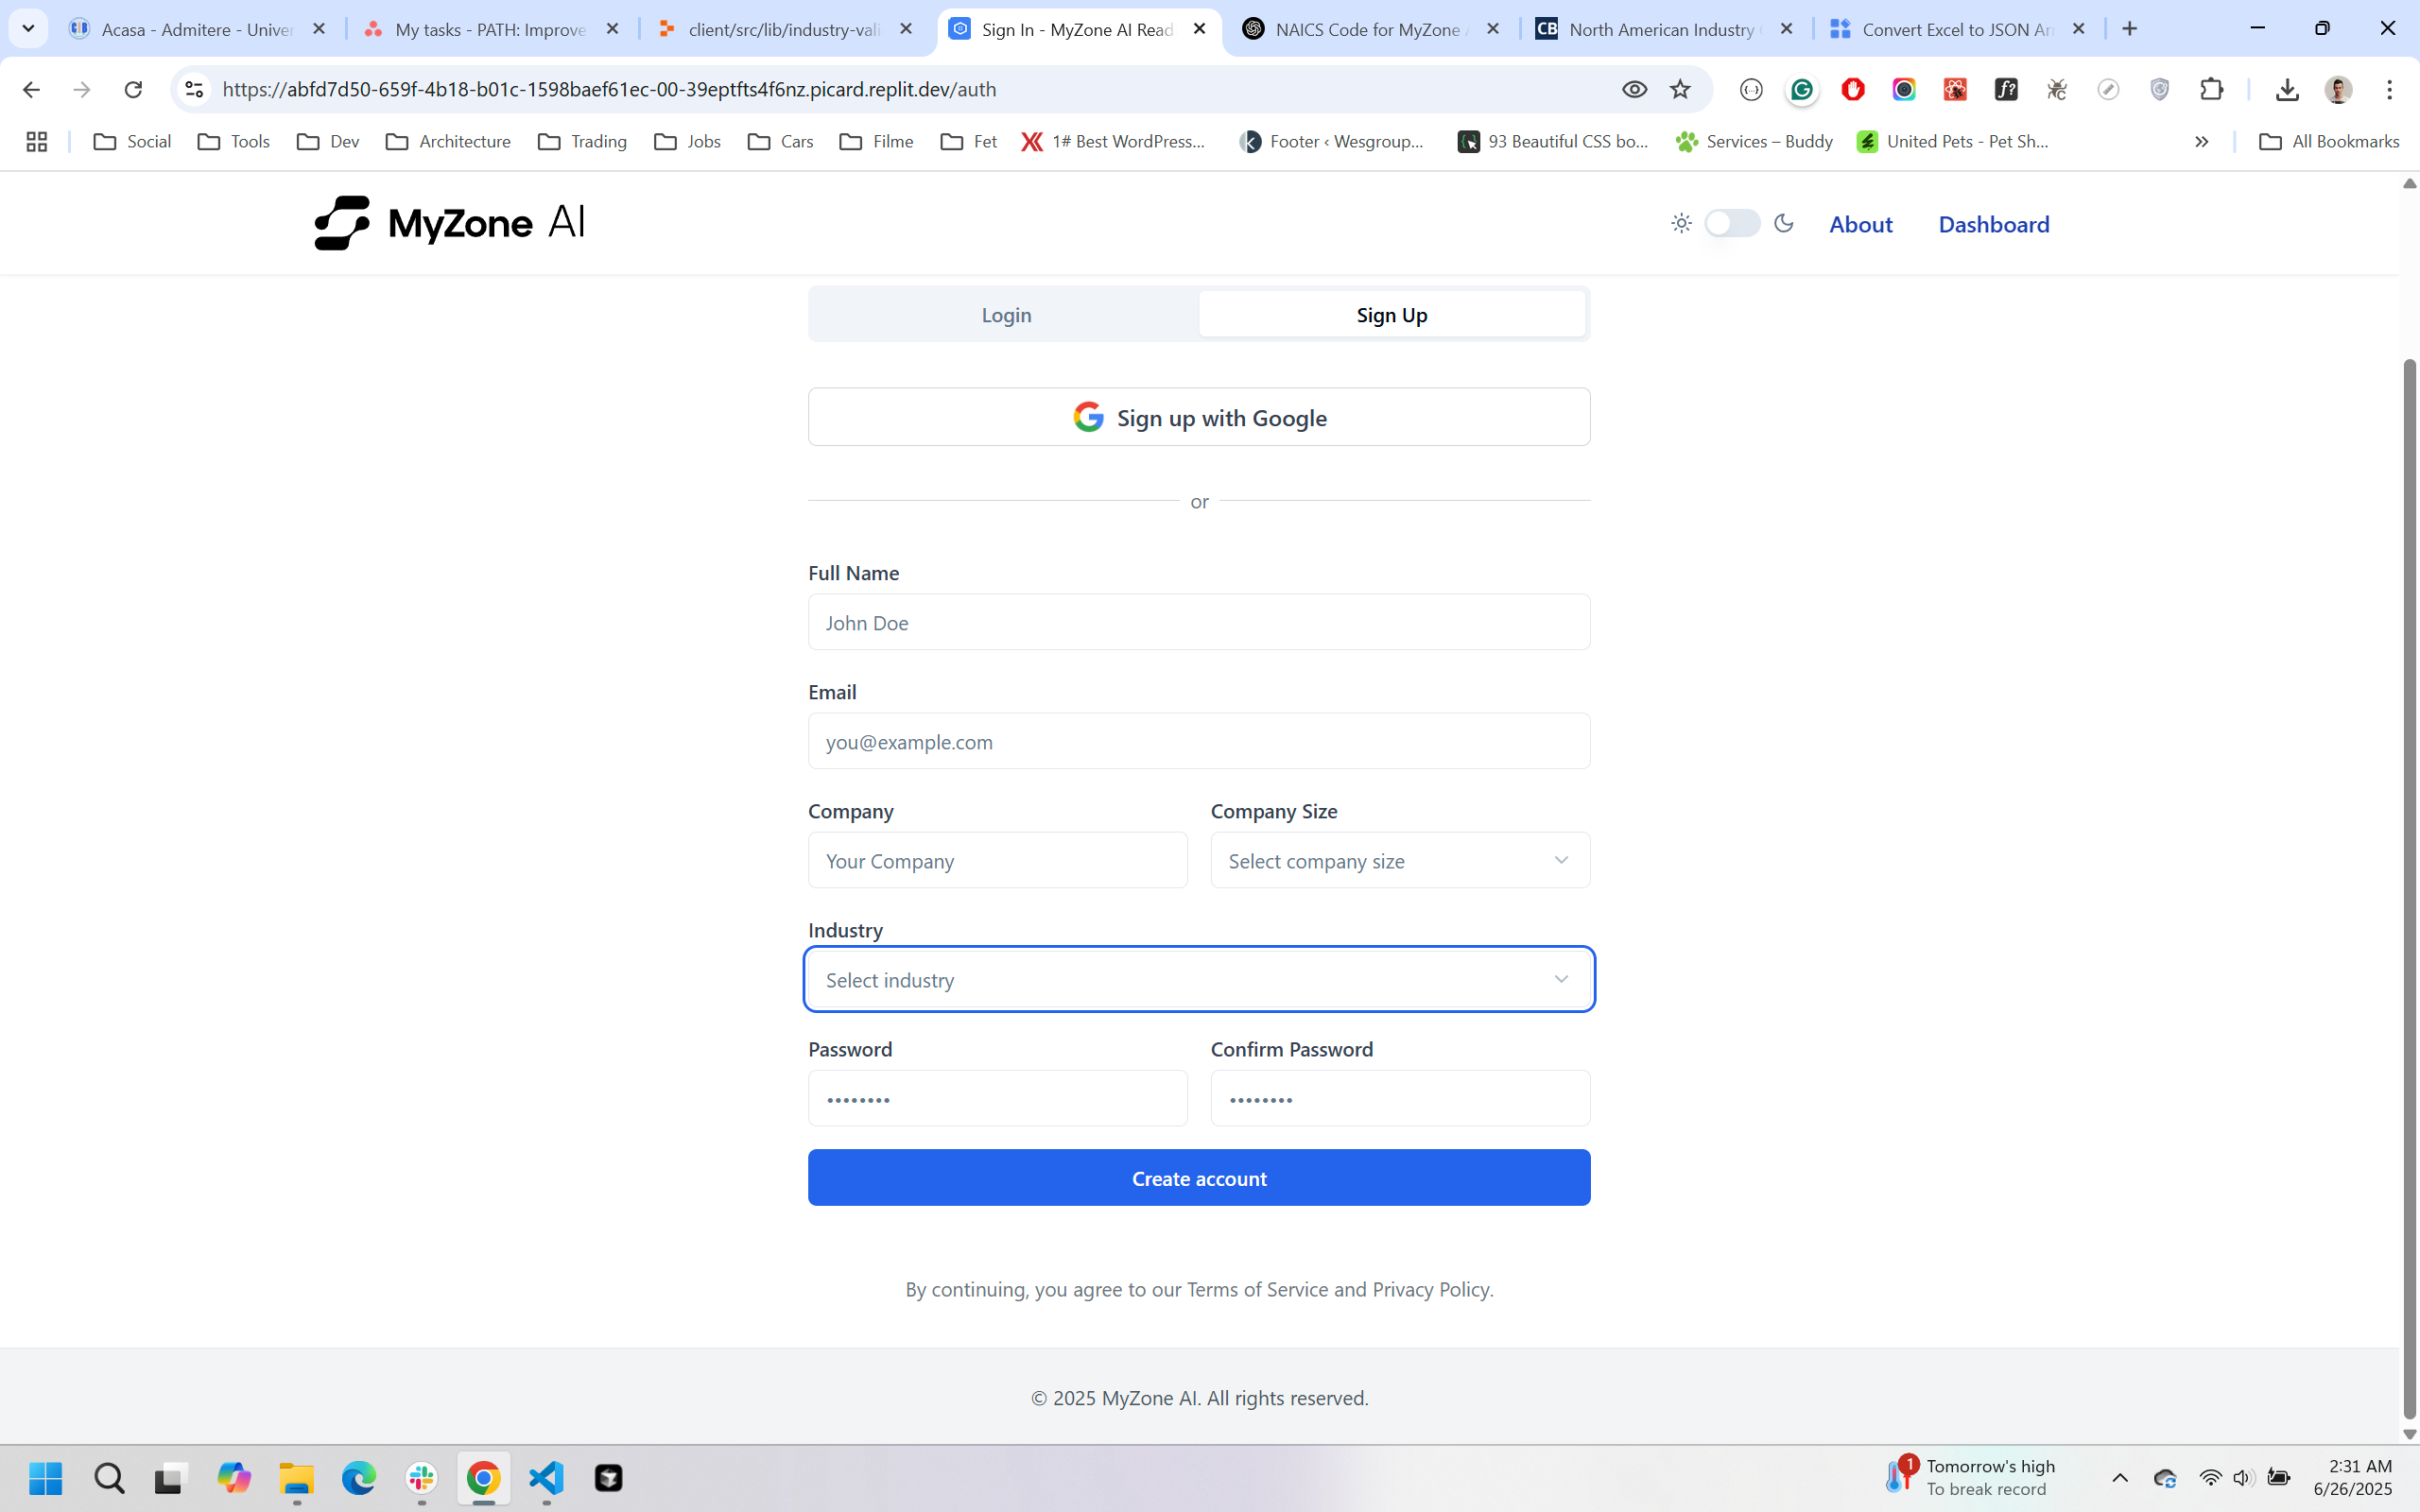 Acasa - Admitere - Univer
My tasks - PATH: Improve
client/src/lib/industry-vali
Sign In - MyZone AI Read
NAICS Code for MyZone
CB North American Industry
Convert Excel to JSON Arr
https://abfd7d50-659f-4b18-b01c-1598baef61ec-00-39eptfts4f6nz.picard.replit.dev/auth
Social Tools Dev Architecture Trading Jobs Cars Filme Fet 1# Best WordPress... Footer ‹ Wesgroup... 93 Beautiful CSS bo... Services – Buddy United Pets - Pet Sh... » All Bookmarks
MyZone AI
About Dashboard
Login Sign Up
Sign up with Google
or
Full Name
John Doe
Email
you@example.com
Company Company Size
Your Company Select company size
Industry
Select industry
Password Confirm Password
•••••••• ••••••••
Create account
By continuing, you agree to our Terms of Service and Privacy Policy.
© 2025 MyZone AI. All rights reserved.
1 Tomorrow's high
To break record
2:31 AM
6/26/2025